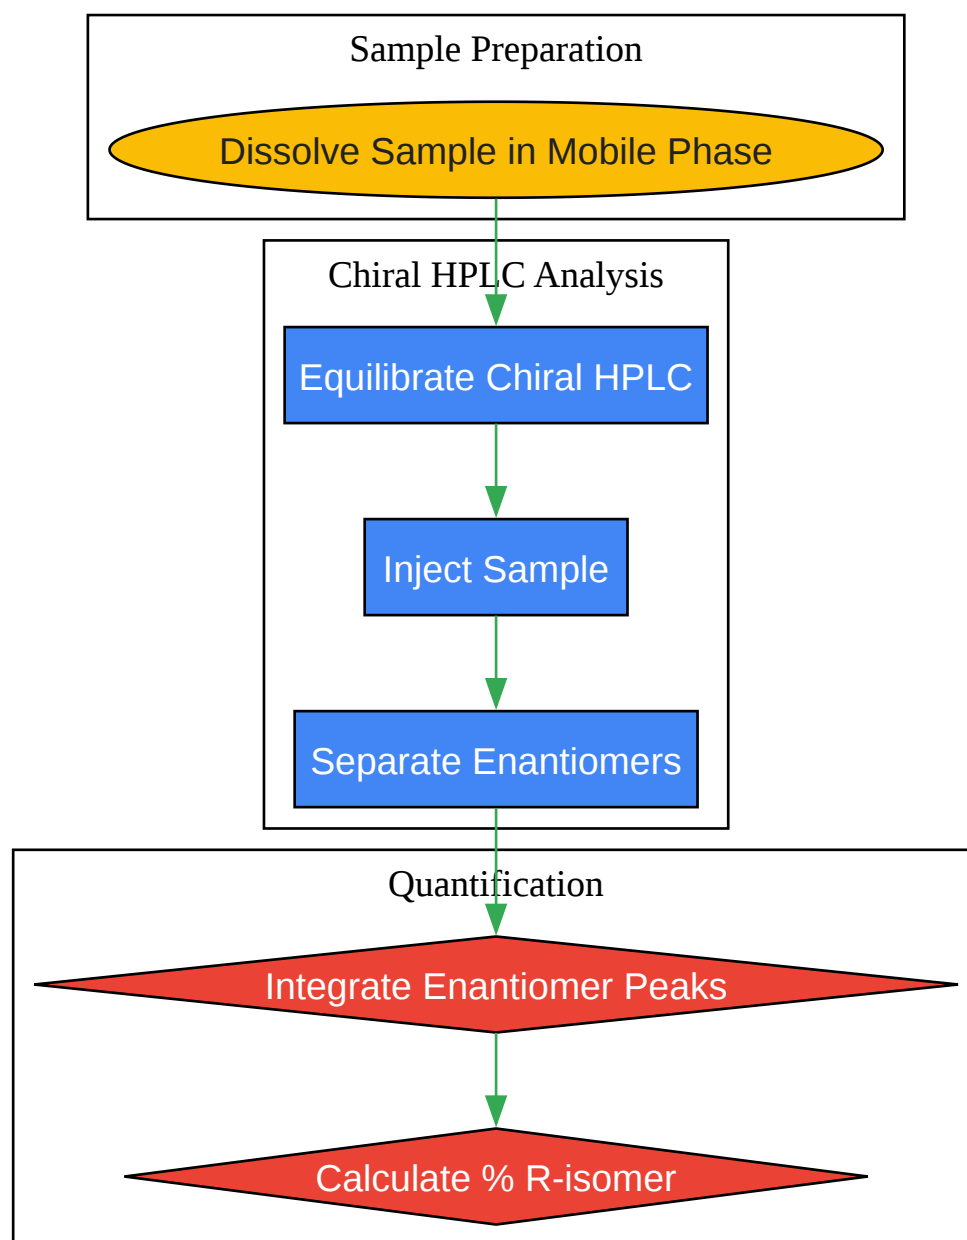 Sample Preparation
Dissolve Sample in Mobile Phase
Chiral HPLC Analysis
Equilibrate Chiral HPLC
Inject Sample
Separate Enantiomers
Quantification
Integrate Enantiomer Peaks
Calculate % R-isomer